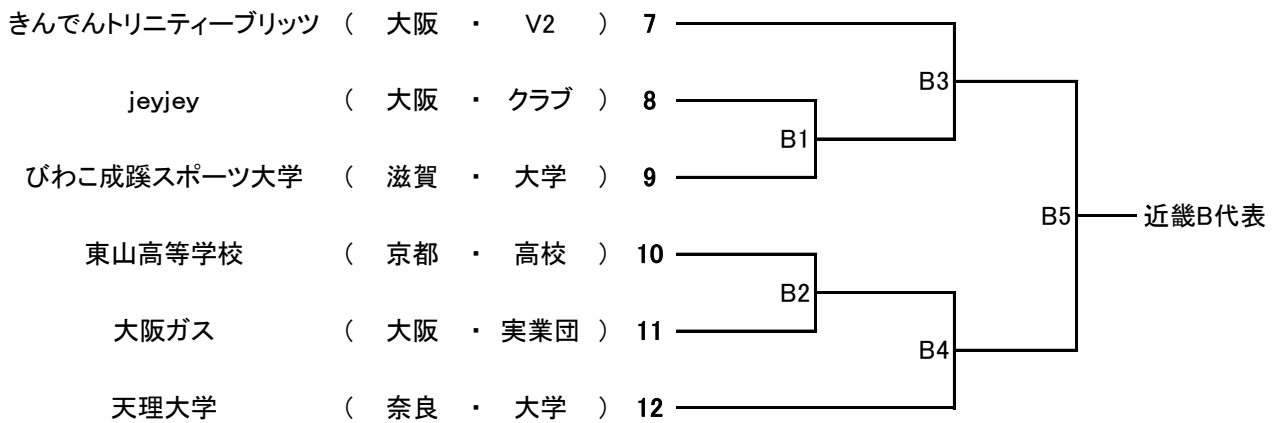 きんでんトリニティーブリッツ ( 大阪 ・ V2 ) 7
B3
jeyjey ( 大阪 ・ クラブ ) 8
B1
びわこ成蹊スポーツ大学 ( 滋賀 ・ 大学 ) 9
B5 近畿B代表
東山高等学校 ( 京都 ・ 高校 ) 10
B2
大阪ガス ( 大阪 ・ 実業団 ) 11
B4
天理大学 ( 奈良 ・ 大学 ) 12